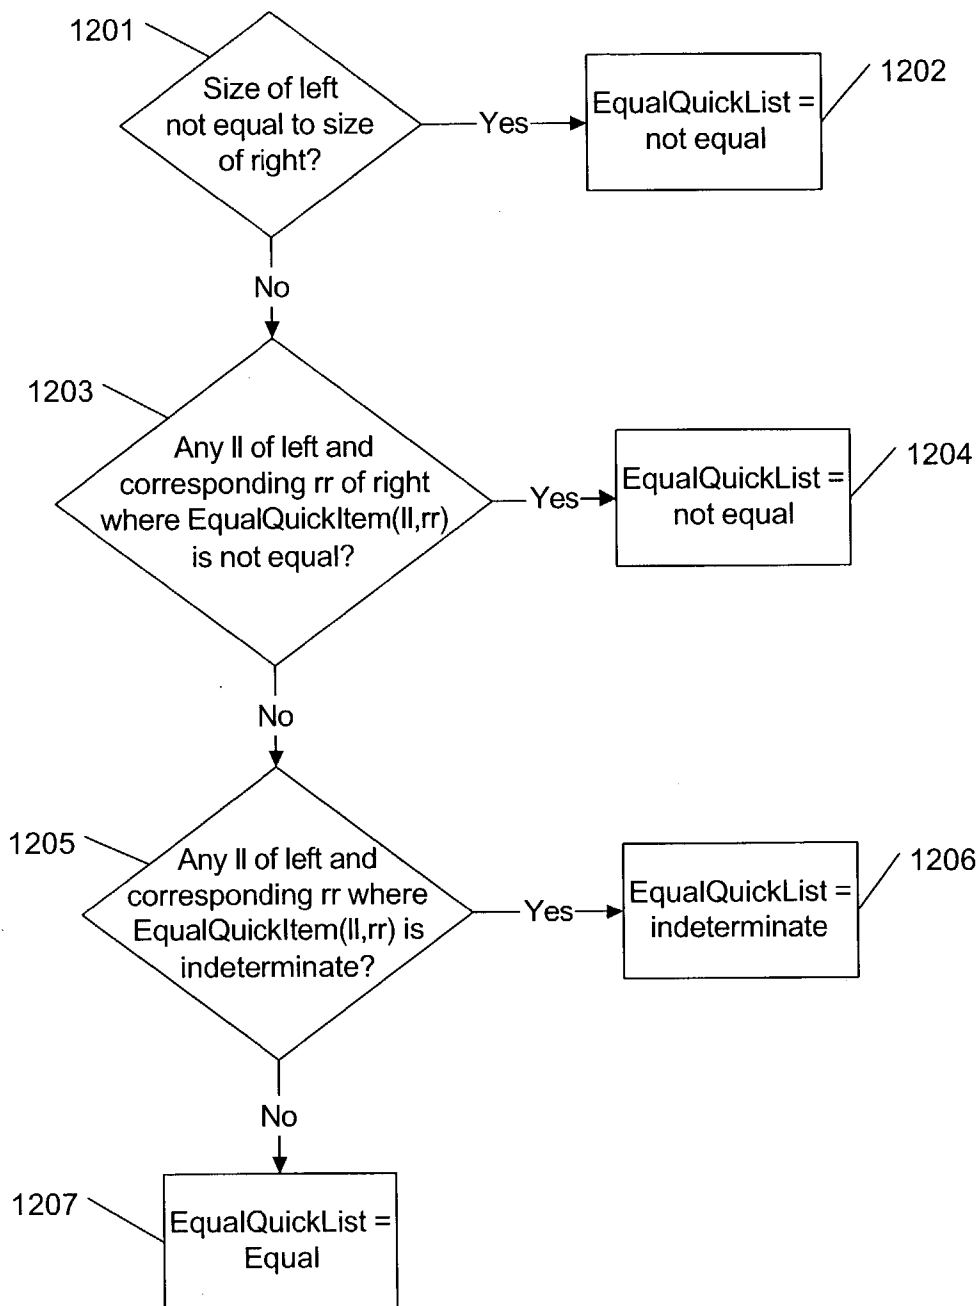 1201
Size of left
not equal to size
of right?
Yes
EqualQuickList =
not equal
1202
No
1203
Any ll of left and
corresponding rr of right
where EqualQuickItem(ll,rr)
is not equal?
Yes
EqualQuickList =
not equal
1204
No
1205
Any ll of left and
corresponding rr where
EqualQuickItem(ll,rr) is
indeterminate?
Yes
EqualQuickList =
indeterminate
1206
No
1207
EqualQuickList =
Equal